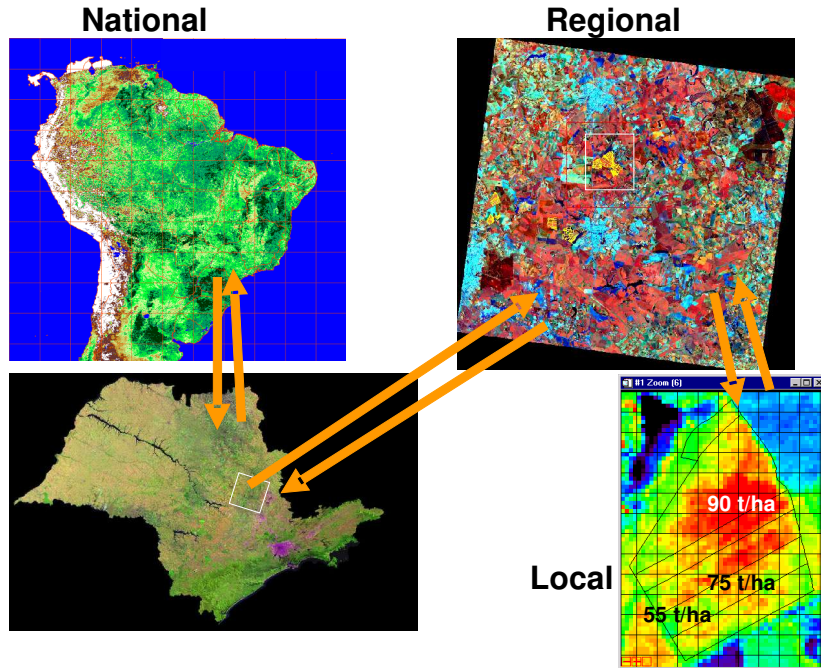 National
Regional
#1 Zoom (6)
90 t/ha
75 t/ha
55 t/ha
Local